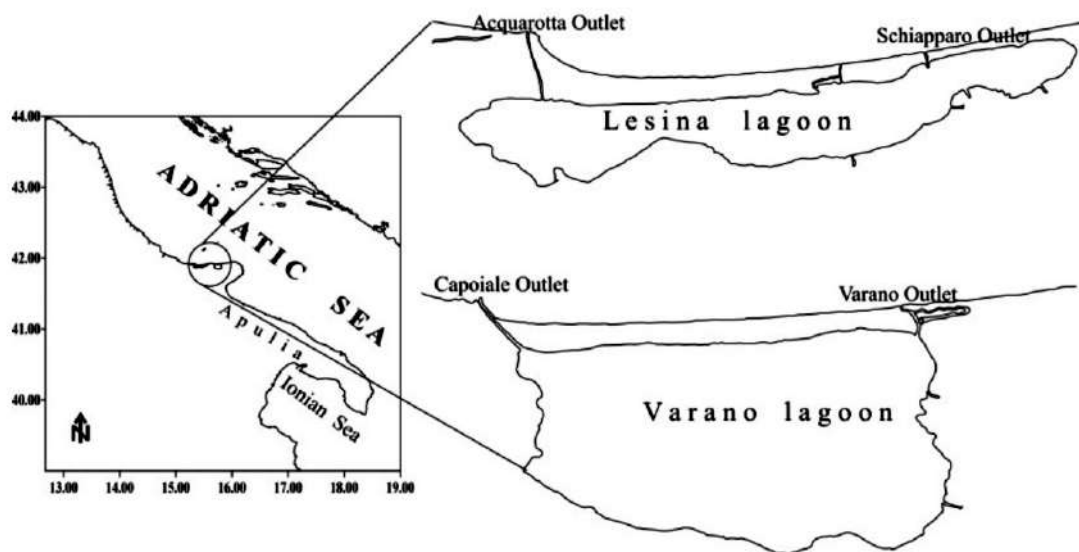 Acquarotta Outlet
Schiapparo Outlet
Lesina lagoon
44.00
43.00
42.00
41.00
40.00
ADRIATIC SEA
Apulia
Ionian Sea
N
13.00 14.00 15.00 16.00 17.00 18.00 19.00
Capoiale Outlet
Varano Outlet
Varano lagoon